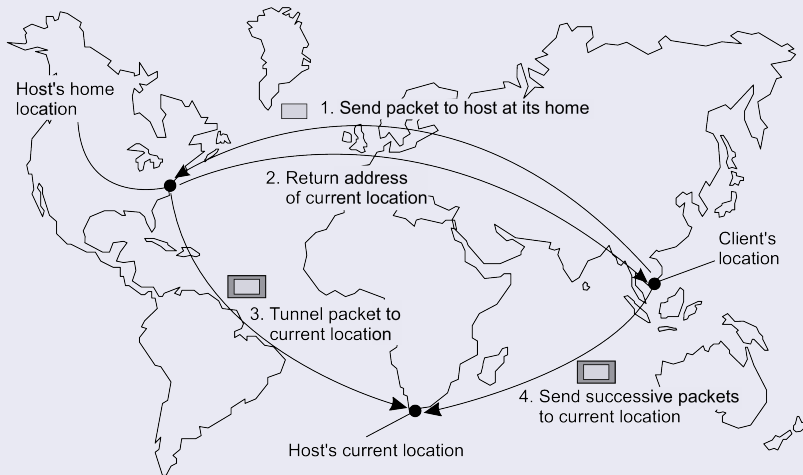 Host's home
location
1. Send packet to host at its home
2. Return address
of current location
Client's
location
3. Tunnel packet to
current location
4. Send successive packets
to current location
Host's current location